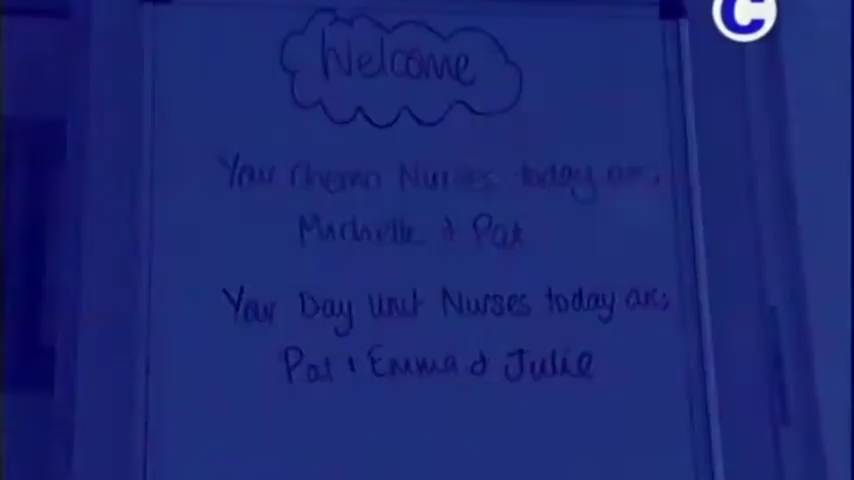 C
Welcome
Your Chemo Nurses today are,
Michelle & Pat
Your Day Unit Nurses today are,
Pat + Emma & Julie